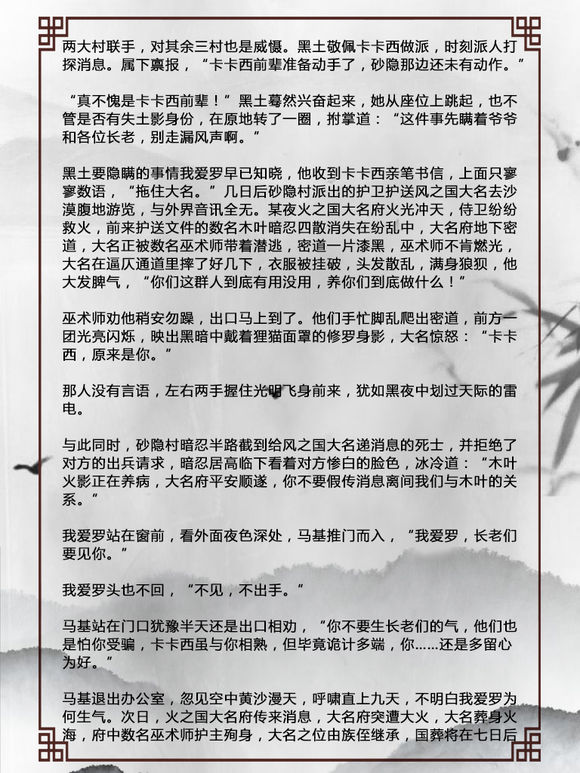 两大村联手，对其余三村也是威慑。黑土敬佩卡卡西做派，时刻派人打
探消息。属下禀报，“卡卡西前辈准备动手了，砂隐那边还未有动作。”
“真不愧是卡卡西前辈！”黑土蓦然兴奋起来，她从座位上跳起，也不
管是否有失土影身份，在原地转了一圈，拊掌道：“这件事先瞒着爷爷
和各位长老，别走漏风声啊。”
黑土要隐瞒的事情我爱罗早已知晓，他收到卡卡西亲笔书信，上面只寥
寥数语，“拖住大名。”几日后砂隐村派出的护卫护送风之国大名去沙
漠腹地游览，与外界音讯全无。某夜火之国大名府火光冲天，侍卫纷纷
救火，前来护送文件的数名木叶暗忍四散消失在纷乱中，大名府地下密
道，大名正被数名巫术师带着潜逃，密道一片漆黑，巫术师不肯燃光，
大名在逼仄通道里摔了好几下，衣服被挂破，头发散乱，满身狼狈，他
大发脾气，“你们这群人到底有用没用，养你们到底做什么！”
巫术师劝他稍安勿躁，出口马上到了。他们手忙脚乱爬出密道，前方一
团光亮闪烁，映出黑暗中戴着狸猫面罩的修罗身影，大名惊怒：“卡卡
西，原来是你。”
那人没有言语，左右两手握住光明飞身前来，犹如黑夜中划过天际的雷
电。
与此同时，砂隐村暗忍半路截到给风之国大名递消息的死士，并拒绝了
对方的出兵请求，暗忍居高临下看着对方惨白的脸色，冰冷道：“木叶
火影正在养病，大名府平安顺遂，你不要假传消息离间我们与木叶的关
系。”
我爱罗站在窗前，看外面夜色深处，马基推门而入，“我爱罗，长老们
要见你。”
我爱罗头也不回，“不见，不出手。”
马基站在门口犹豫半天还是出口相劝，“你不要生长老们的气，他们也
是怕你受骗，卡卡西虽与你相熟，但毕竟诡计多端，你……还是多留心
为好。”
马基退出办公室，忽见空中黄沙漫天，呼啸直上九天，不明白我爱罗为
何生气。次日，火之国大名府传来消息，大名府突遭大火，大名葬身火
海，府中数名巫术师护主殉身，大名之位由族侄继承，国葬将在七日后